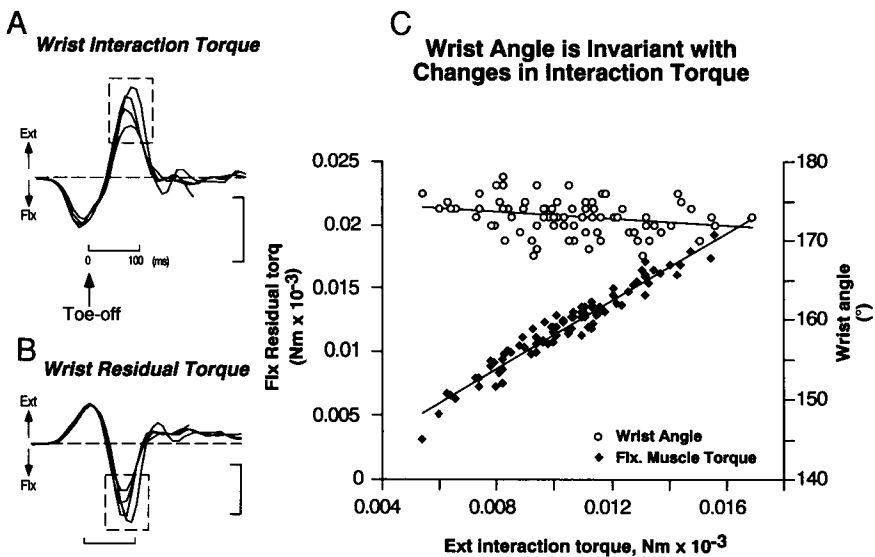 A
Wrist Interaction Torque
Ext
Flx
0
100
(ms)
Toe-off
B
Wrist Residual Torque
Ext
Flx
C
Wrist Angle is Invariant with
Changes in Interaction Torque
0.025
0.02
0.015
0.01
0.005
0
Flx Residual torq
(Nm x 10⁻³)
180
170
160
150
140
Wrist angle
(°)
Wrist Angle
Flx. Muscle Torque
0.004
0.008
0.012
0.016
Ext interaction torque, Nm x 10⁻³